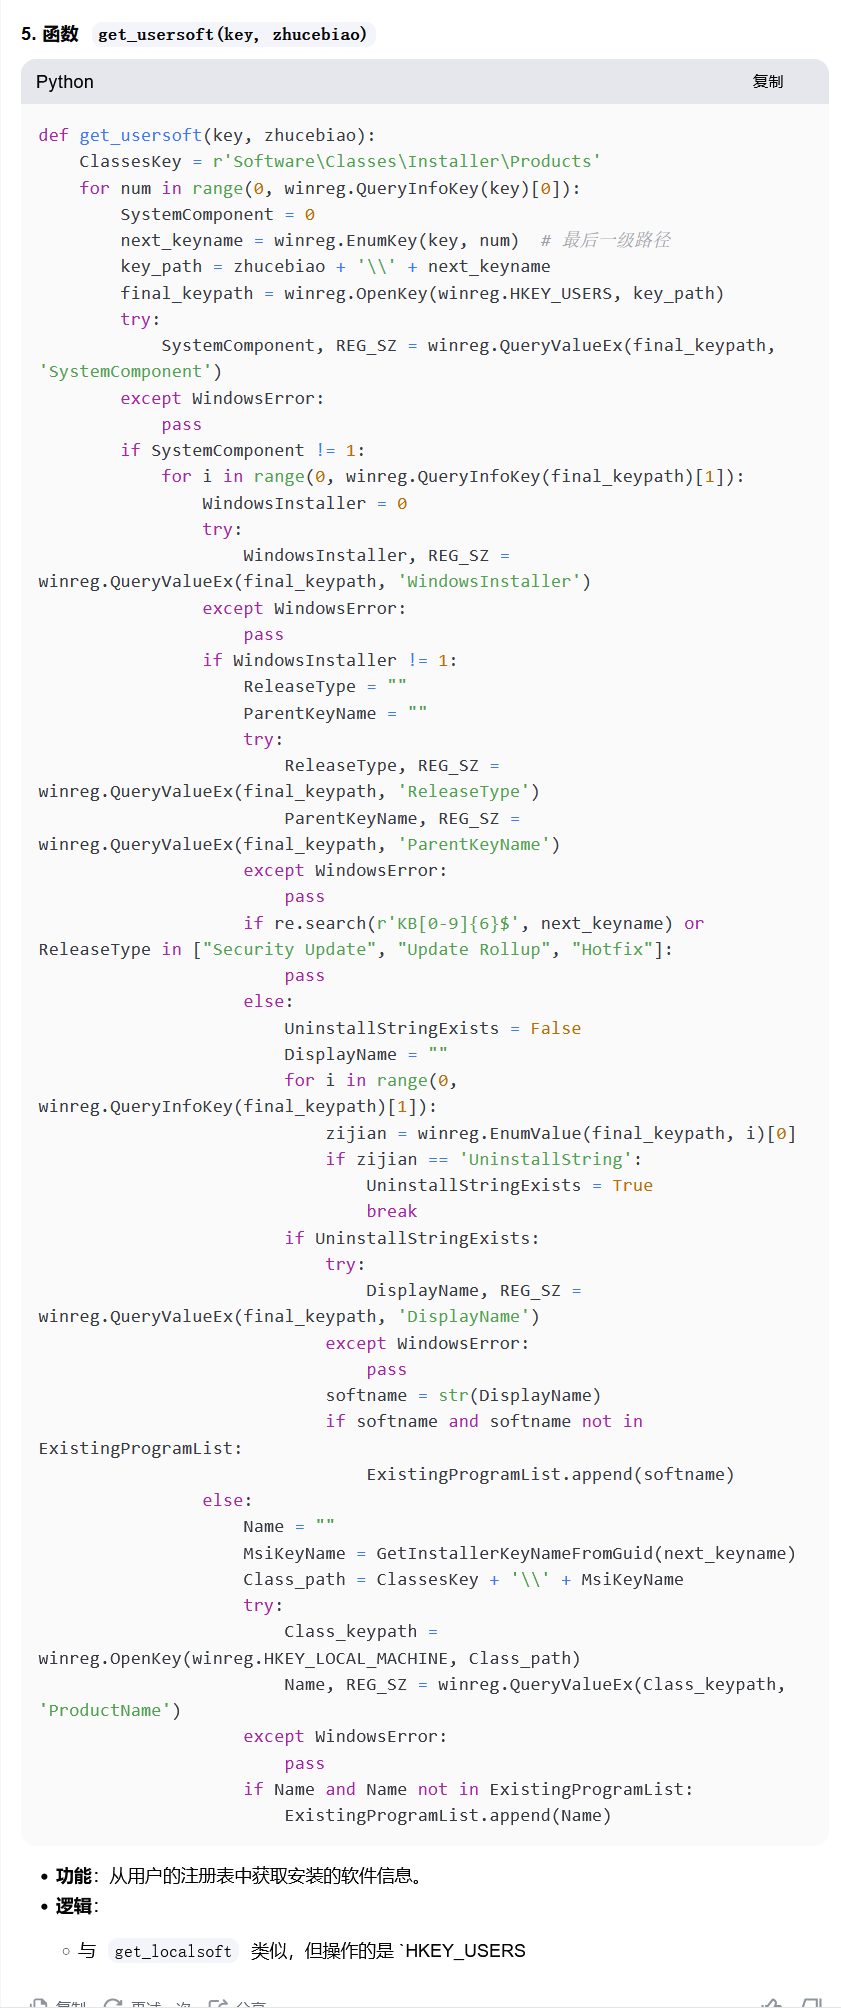 5. 函数 get_usersoft(key, zhucebiao)
Python 复制
def get_usersoft(key, zhucebiao):
    ClassesKey = r'Software\Classes\Installer\Products'
    for num in range(0, winreg.QueryInfoKey(key)[0]):
        SystemComponent = 0
        next_keyname = winreg.EnumKey(key, num)  # 最后一级路径
        key_path = zhucebiao + '\\' + next_keyname
        final_keypath = winreg.OpenKey(winreg.HKEY_USERS, key_path)
        try:
            SystemComponent, REG_SZ = winreg.QueryValueEx(final_keypath,
'SystemComponent')
        except WindowsError:
            pass
        if SystemComponent != 1:
            for i in range(0, winreg.QueryInfoKey(final_keypath)[1]):
                WindowsInstaller = 0
                try:
                    WindowsInstaller, REG_SZ =
winreg.QueryValueEx(final_keypath, 'WindowsInstaller')
                except WindowsError:
                    pass
                if WindowsInstaller != 1:
                    ReleaseType = ""
                    ParentKeyName = ""
                    try:
                        ReleaseType, REG_SZ =
winreg.QueryValueEx(final_keypath, 'ReleaseType')
                        ParentKeyName, REG_SZ =
winreg.QueryValueEx(final_keypath, 'ParentKeyName')
                    except WindowsError:
                        pass
                    if re.search(r'KB[0-9]{6}$', next_keyname) or
ReleaseType in ["Security Update", "Update Rollup", "Hotfix"]:
                        pass
                    else:
                        UninstallStringExists = False
                        DisplayName = ""
                        for i in range(0,
winreg.QueryInfoKey(final_keypath)[1]):
                            zijian = winreg.EnumValue(final_keypath, i)[0]
                            if zijian == 'UninstallString':
                                UninstallStringExists = True
                                break
                        if UninstallStringExists:
                            try:
                                DisplayName, REG_SZ =
winreg.QueryValueEx(final_keypath, 'DisplayName')
                            except WindowsError:
                                pass
                            softname = str(DisplayName)
                            if softname and softname not in
ExistingProgramList:
                                ExistingProgramList.append(softname)
                else:
                    Name = ""
                    MsiKeyName = GetInstallerKeyNameFromGuid(next_keyname)
                    Class_path = ClassesKey + '\\' + MsiKeyName
                    try:
                        Class_keypath =
winreg.OpenKey(winreg.HKEY_LOCAL_MACHINE, Class_path)
                        Name, REG_SZ = winreg.QueryValueEx(Class_keypath,
'ProductName')
                    except WindowsError:
                        pass
                    if Name and Name not in ExistingProgramList:
                        ExistingProgramList.append(Name)
• 功能：从用户的注册表中获取安装的软件信息。
• 逻辑：
○ 与 get_localsoft 类似，但操作的是 `HKEY_USERS
复制 再试一次 分享